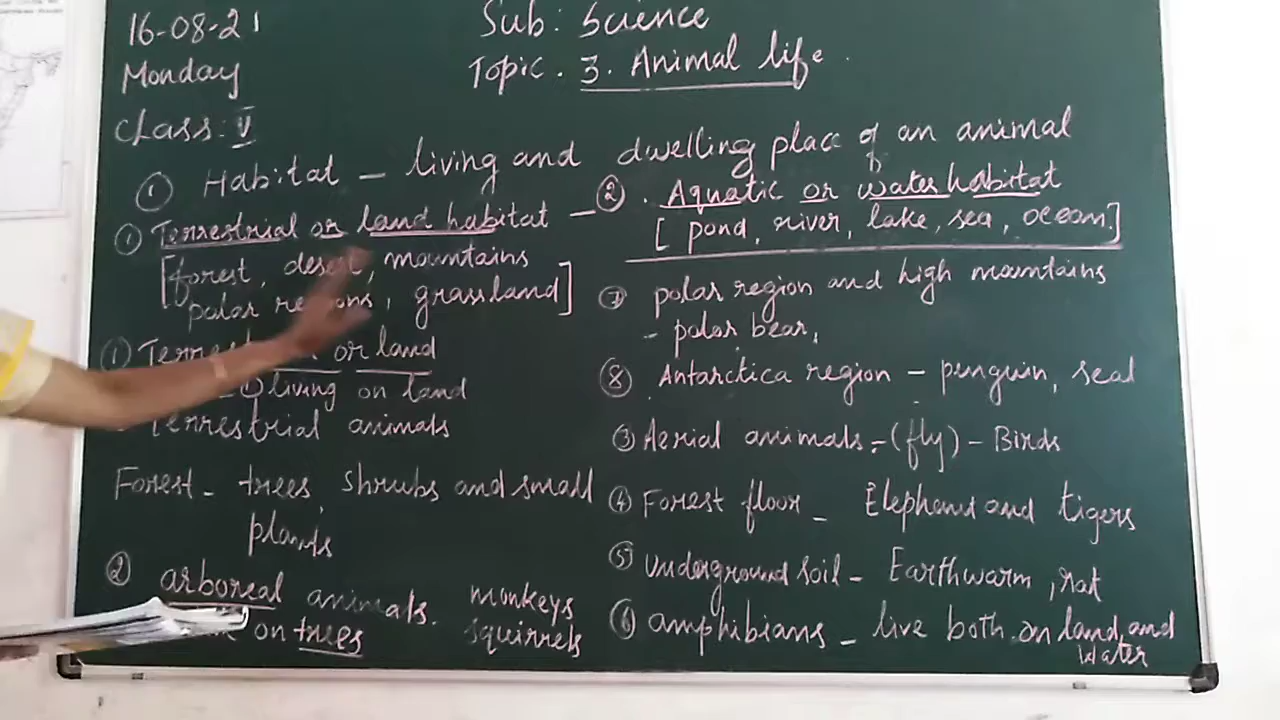 16-08-21
Monday
Class: V
Sub: Science
Topic. 3. Animal life.
① Habitat - living and dwelling place of an animal
① Terrestrial or land habitat -
[forest, desert, mountains
polar regions, grassland]
① or land
① living on land
Terrestrial animals
Forest - trees, shrubs and small
plants
② arboreal animals. monkeys
on trees squirrels
②. Aquatic or water habitat
[pond, river, lake, sea, ocean.]
⑦ polar region and high mountains
- polar bear,
⑧ Antarctica region - penguin, seal
③ Aerial animals - (fly) - Birds
④ Forest floor - Elephant and tigers
⑤ Underground soil - Earthwarm, rat
⑥ amphibians - live both on land and
water